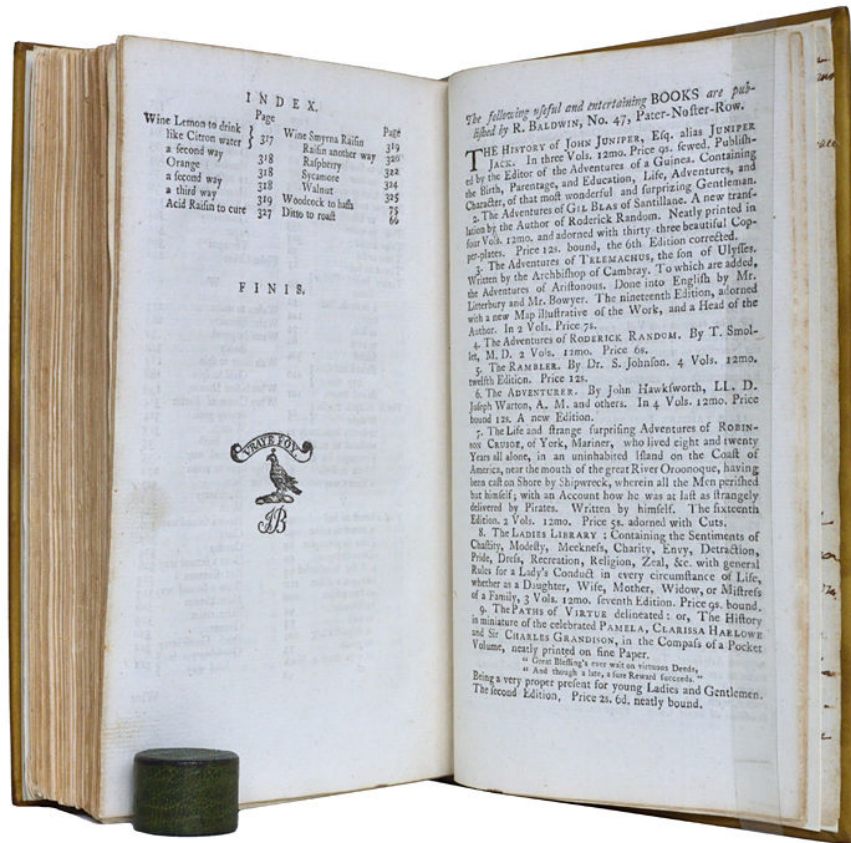 INDEX.
Page
Wine Lemon to drink
like Citron water } 317
a second way 318
Orange 318
a second way 318
a third way 319
Acid Raisin to cure 327
Page
Wine Smyrna Raisin 319
Raisin another way 320
Raspberry 322
Sycamore 324
Walnut 325
Woodcock to hash 75
Ditto to roast 66
FINIS.
VRAYE FOY.
JB
The following uſeful and entertaining BOOKS are pub-
liſhed by R. BALDWIN, No. 47, Pater-Noſter-Row.
THE HISTORY of JOHN JUNIPER, Eſq. alias JUNIPER
JACK. In three Vols. 12mo. Price 9s. ſewed. Publiſh-
ed by the Editor of the Adventures of a Guinea. Containing
the Birth, Parentage, and Education, Life, Adventures, and
Character, of that moſt wonderful and ſurprizing Gentleman.
2. The Adventures of GIL BLAS of Santillane. A new tranſ-
lation by the Author of Roderick Random. Neatly printed in
four Vols. 12mo. and adorned with thirty-three beautiful Cop-
per-plates. Price 12s. bound, the 6th Edition corrected.
3. The Adventures of TELEMACHUS, the ſon of Ulyſſes.
Written by the Archbiſhop of Cambray. To which are added,
the Adventures of Ariſtonous. Done into Engliſh by Mr.
Litterbury and Mr. Bowyer. The nineteenth Edition, adorned
with a new Map illuſtrative of the Work, and a Head of the
Author. In 2 Vols. Price 7s.
4. The Adventures of RODERICK RANDOM. By T. Smol-
let, M. D. 2 Vols. 12mo. Price 6s.
5. The RAMBLER. By Dr. S. Johnſon. 4 Vols. 12mo.
twelfth Edition. Price 12s.
6. The ADVENTURER. By John Hawkſworth, LL. D.
Joſeph Warton, A. M. and others. In 4 Vols. 12mo. Price
bound 12s. A new Edition.
7. The Life and ſtrange ſurpriſing Adventures of ROBIN-
SON CRUSOE, of York, Mariner, who lived eight and twenty
Years all alone, in an uninhabited Iſland on the Coaſt of
America, near the mouth of the great River Oroonoque, having
been caſt on Shore by Shipwreck, wherein all the Men periſhed
but himſelf; with an Account how he was at laſt as ſtrangely
delivered by Pirates. Written by himſelf. The ſixteenth
Edition. 2 Vols. 12mo. Price 5s. adorned with Cuts.
8. The LADIES LIBRARY: Containing the Sentiments of
Chaſtity, Modeſty, Meekneſs, Charity, Envy, Detraction,
Pride, Dreſs, Recreation, Religion, Zeal, &c. with general
Rules for a Lady's Conduct in every circumſtance of Life,
whether as a Daughter, Wife, Mother, Widow, or Miſtreſs
of a Family, 3 Vols. 12mo. ſeventh Edition. Price 9s. bound.
9. The PATHS of VIRTUE delineated: or, The Hiſtory
in miniature of the celebrated PAMELA, CLARISSA HARLOWE
and Sir CHARLES GRANDISON, in the Compaſs of a Pocket
Volume, neatly printed on fine Paper.
" Great Bleſſing's ever wait on virtuous Deeds,
" And though a late, a ſure Reward ſucceeds. "
Being a very proper preſent for young Ladies and Gentlemen.
The ſecond Edition, Price 2s. 6d. neatly bound.